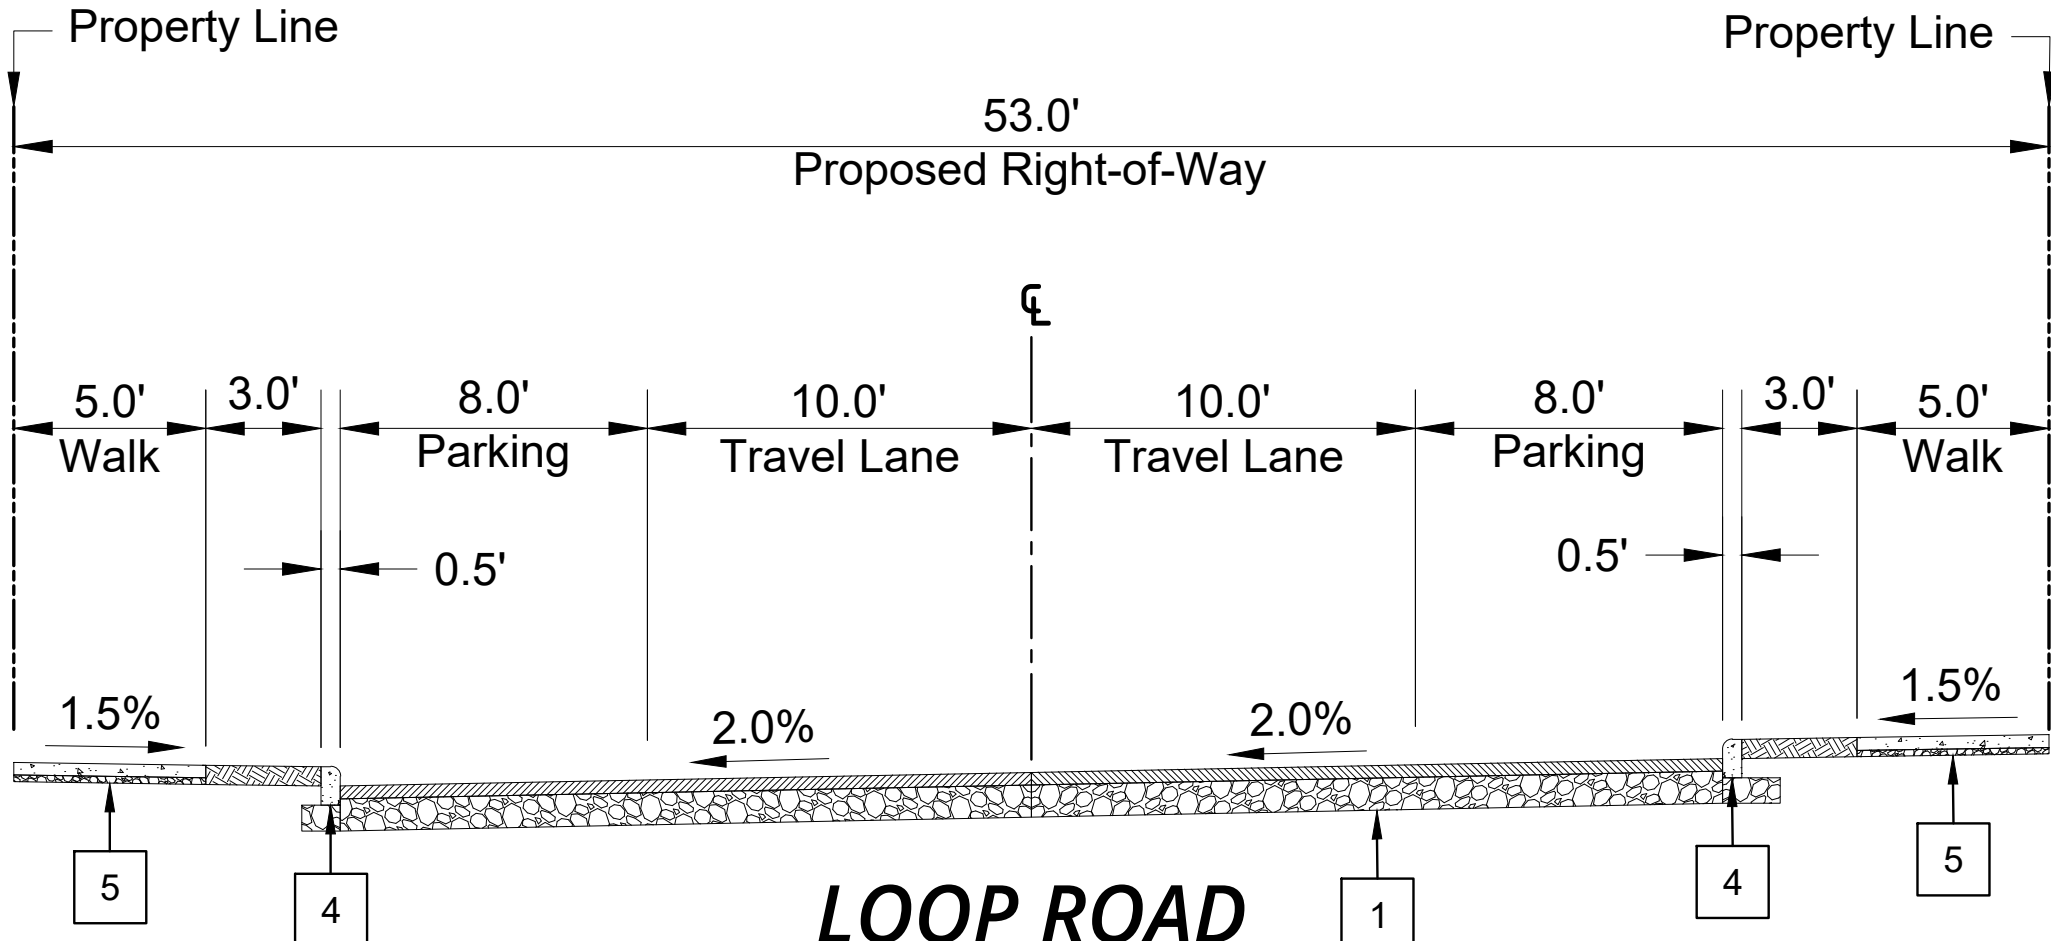 Property Line
Property Line
53.0'
Proposed Right-of-Way
℄
5.0' 3.0' 8.0' 10.0' 10.0' 8.0' 3.0' 5.0'
Walk Parking Travel Lane Travel Lane Parking Walk
0.5' 0.5'
1.5% 2.0% 2.0% 1.5%
5 4 1 4 5
LOOP ROAD